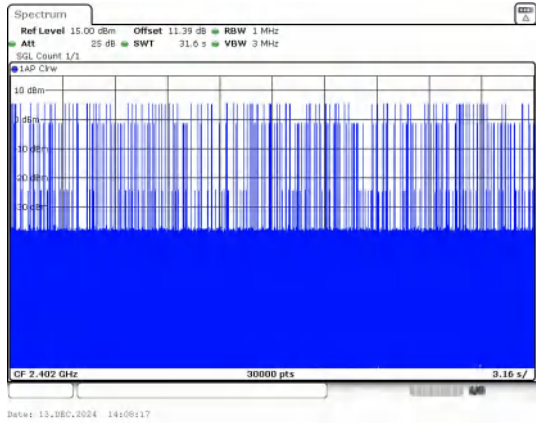 Spectrum
Ref Level 15.00 dBm Offset 11.39 dB RBW 1 MHz
Att 25 dB SWT 31.6 s VBW 3 MHz
SGL Count 1/1
1AP Clrw
10 dBm
0 dBm
-10 dBm
-20 dBm
-30 dBm
CF 2.402 GHz 30000 pts 3.16 s/
Date: 13.DEC.2024 14:08:17